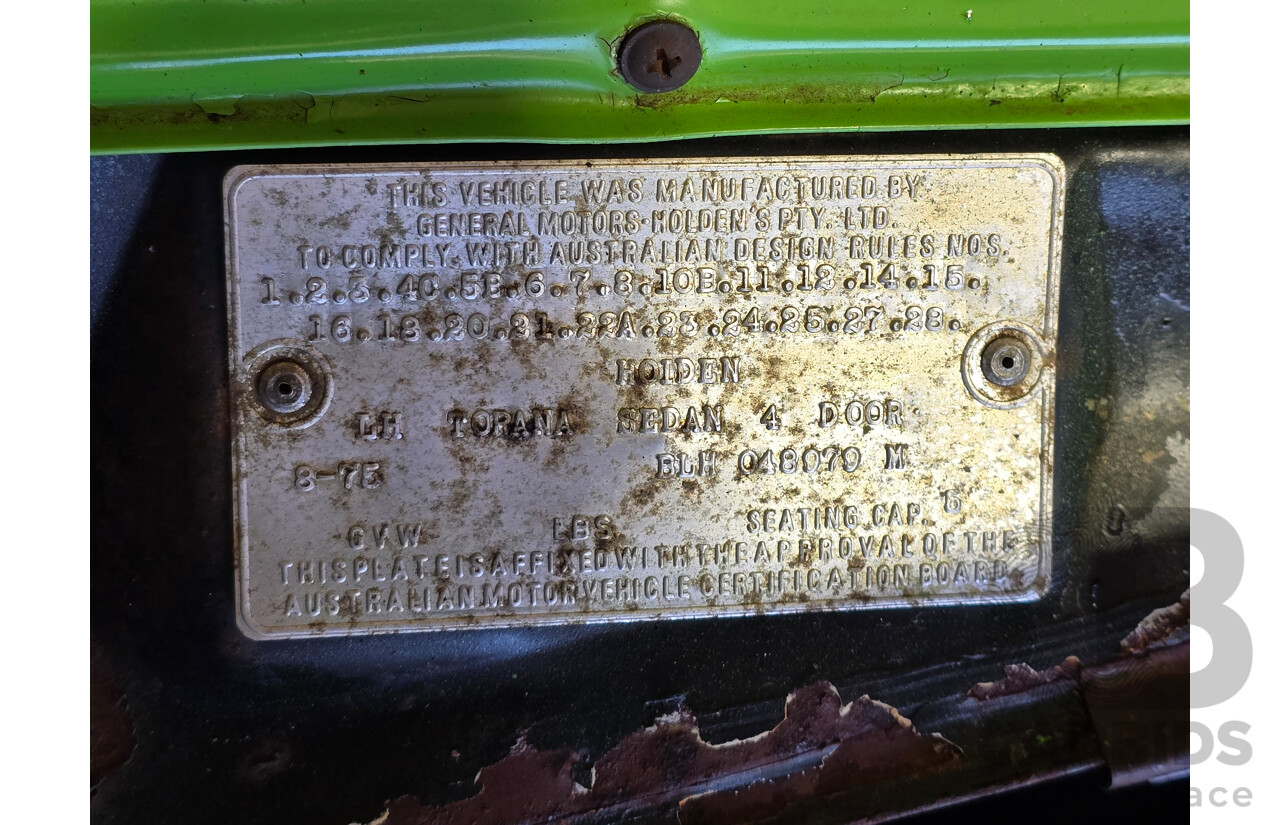 THIS VEHICLE WAS MANUFACTURED BY
GENERAL MOTORS-HOLDEN'S PTY. LTD.
TO COMPLY WITH AUSTRALIAN DESIGN RULES NOS.
1.2.3.4C.5B.6.7.8.10B.11.12.14.15.
16.18.20.21.22A.23.24.25.27.28.
HOLDEN
LH TORANA SEDAN 4 DOOR
8-75 BLH 048979 M
GVW LBS SEATING CAP. 5
THIS PLATE IS AFFIXED WITH THE APPROVAL OF THE
AUSTRALIAN MOTOR VEHICLE CERTIFICATION BOARD